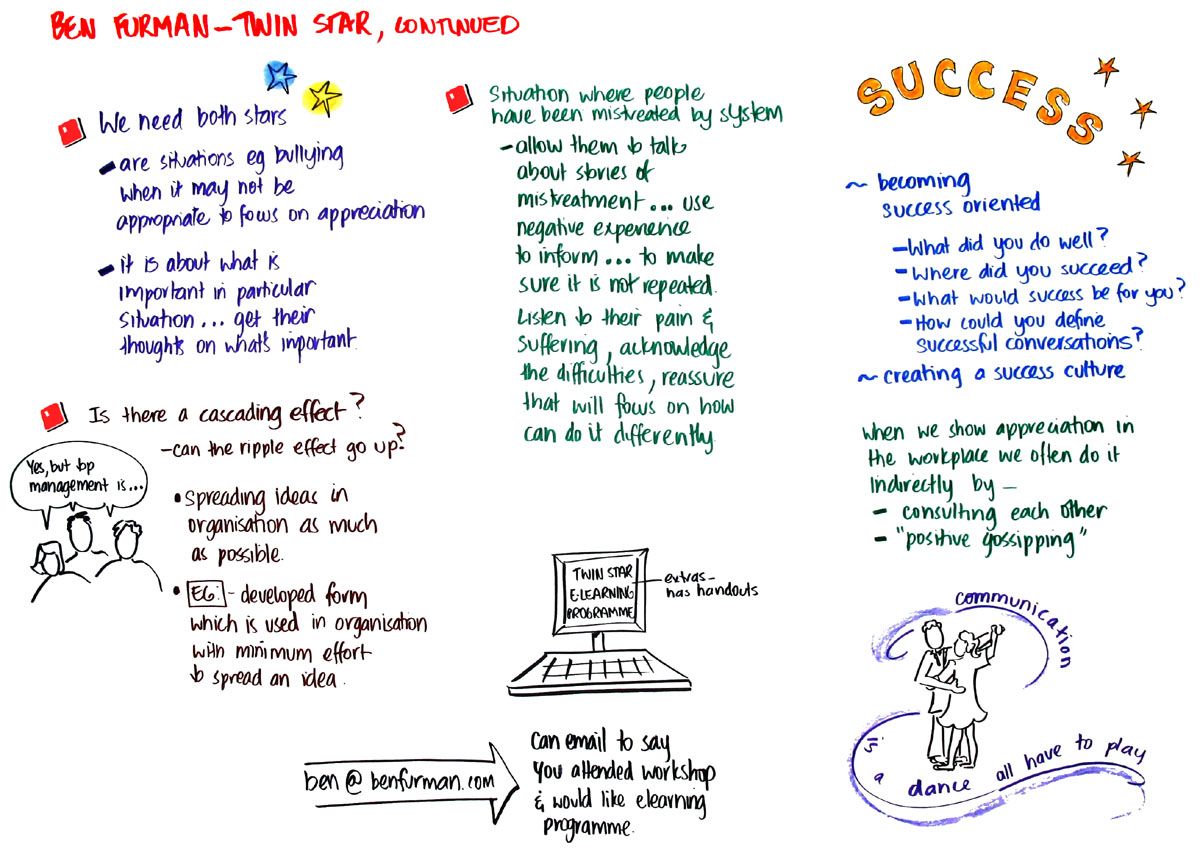 BEN FURMAN - TWIN STAR, CONTINUED
We need both stars
- are situations eg bullying
when it may not be
appropriate to focus on appreciation
- it is about what is
important in particular
situation... get their
thoughts on what's important.
Is there a cascading effect?
- can the ripple effect go up?
Yes, but top
management is...
• Spreading ideas in
organisation as much
as possible.
• EG:- developed form
which is used in organisation
with minimum effort
to spread an idea.
Situation where people
have been mistreated by system
- allow them to talk
about stories of
mistreatment... use
negative experience
to inform... to make
sure it is not repeated.
Listen to their pain &
suffering, acknowledge
the difficulties, reassure
that will focus on how
can do it differently.
TWIN STAR
E-LEARNING
PROGRAMME
extras -
has handouts
ben@benfurman.com
Can email to say
you attended workshop
& would like elearning
programme.
SUCCESS
~ becoming
success oriented
- What did you do well?
- Where did you succeed?
- What would success be for you?
- How could you define
successful conversations?
~ creating a success culture
When we show appreciation in
the workplace we often do it
indirectly by -
- consulting each other
- "positive gossipping"
communication
is a dance all have to play